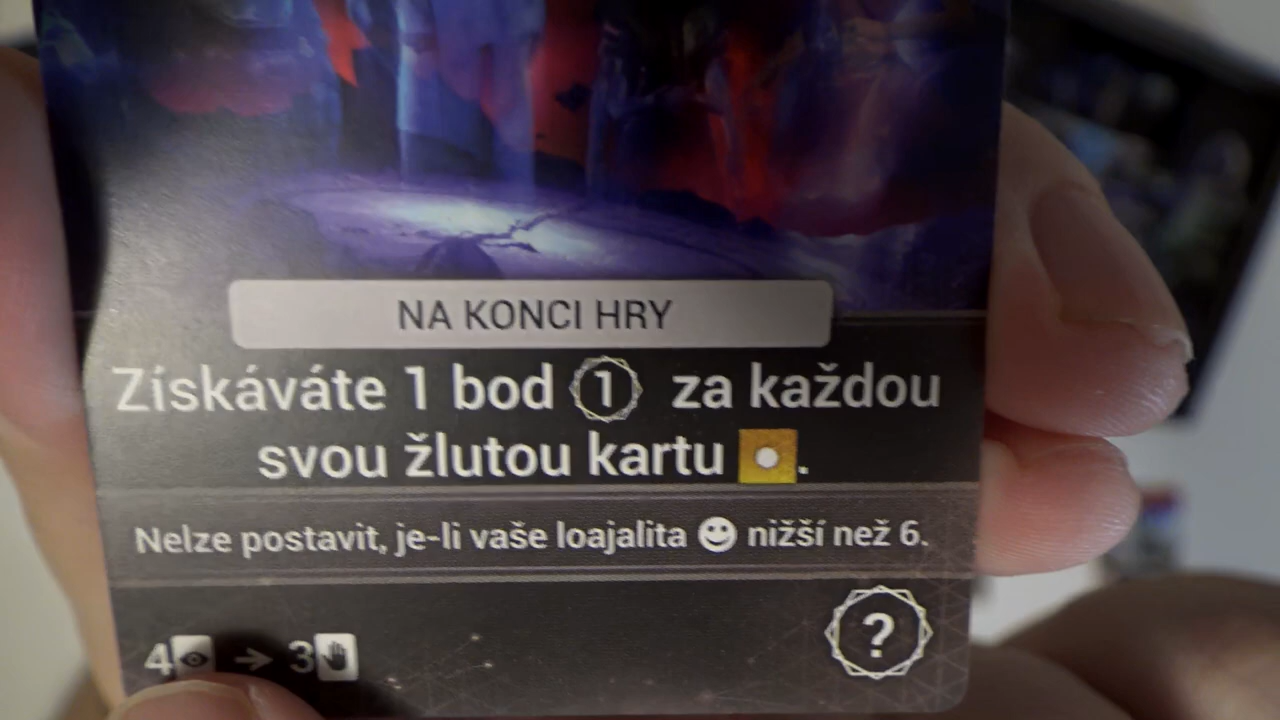 NA KONCI HRY
Získáváte 1 bod 1 za každou
svou žlutou kartu .
Nelze postavit, je-li vaše loajalita nižší než 6.
4 → 3
?